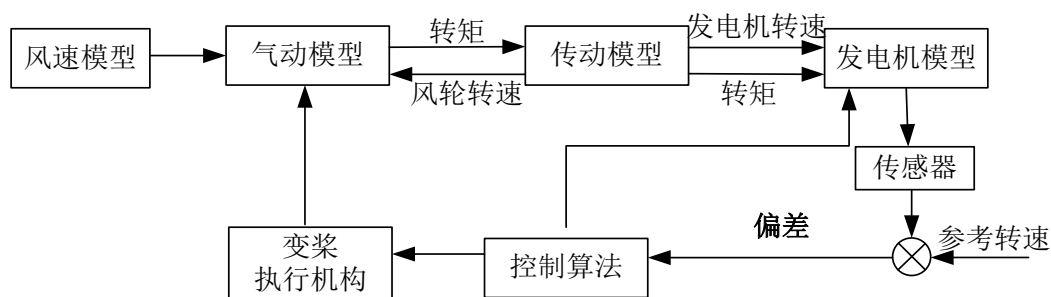 转矩
发电机转速
风速模型
气动模型
传动模型
发电机模型
风轮转速
转矩
传感器
偏差
参考转速
变桨
执行机构
控制算法